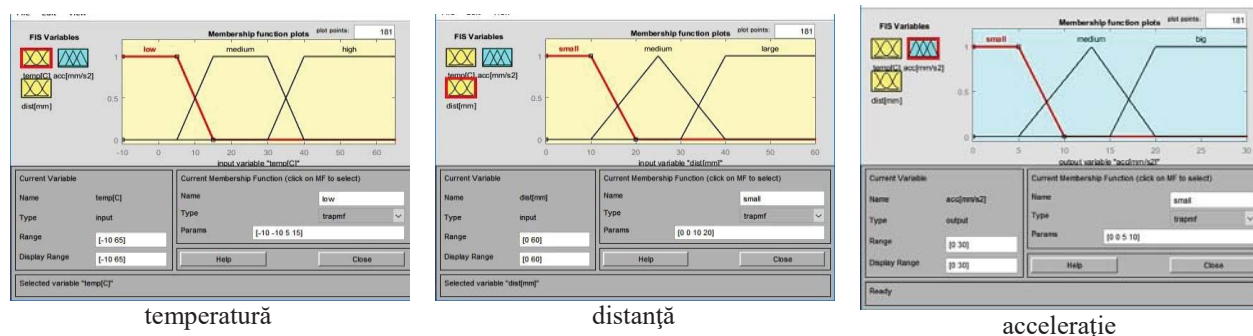 FIS Variables
Membership function plots
plot points:
181
low
medium
high
temp[C] acc[mm/s2]
dist[mm]
1
0.5
0
-10 0 10 20 30 40 50 60
input variable "temp[C]"
Current Variable
Name temp[C]
Type input
Range [-10 65]
Display Range [-10 65]
Current Membership Function (click on MF to select)
Name low
Type trapmf
Params [-10 -10 5 15]
Help Close
Selected variable "temp[C]"
temperatură
FIS Variables
Membership function plots
plot points:
181
small
medium
large
temp[C] acc[mm/s2]
dist[mm]
1
0.5
0
0 10 20 30 40 50 60
input variable "dist[mm]"
Current Variable
Name dist[mm]
Type input
Range [0 60]
Display Range [0 60]
Current Membership Function (click on MF to select)
Name small
Type trapmf
Params [0 0 10 20]
Help Close
Selected variable "dist[mm]"
distanţă
FIS Variables
Membership function plots
plot points:
181
small
medium
big
temp[C] acc[mm/s2]
dist[mm]
1
0.5
0
0 5 10 15 20 25 30
output variable "acc[mm/s2]"
Current Variable
Name acc[mm/s2]
Type output
Range [0 30]
Display Range [0 30]
Current Membership Function (click on MF to select)
Name small
Type trapmf
Params [0 0 5 10]
Help Close
Ready
acceleraţie